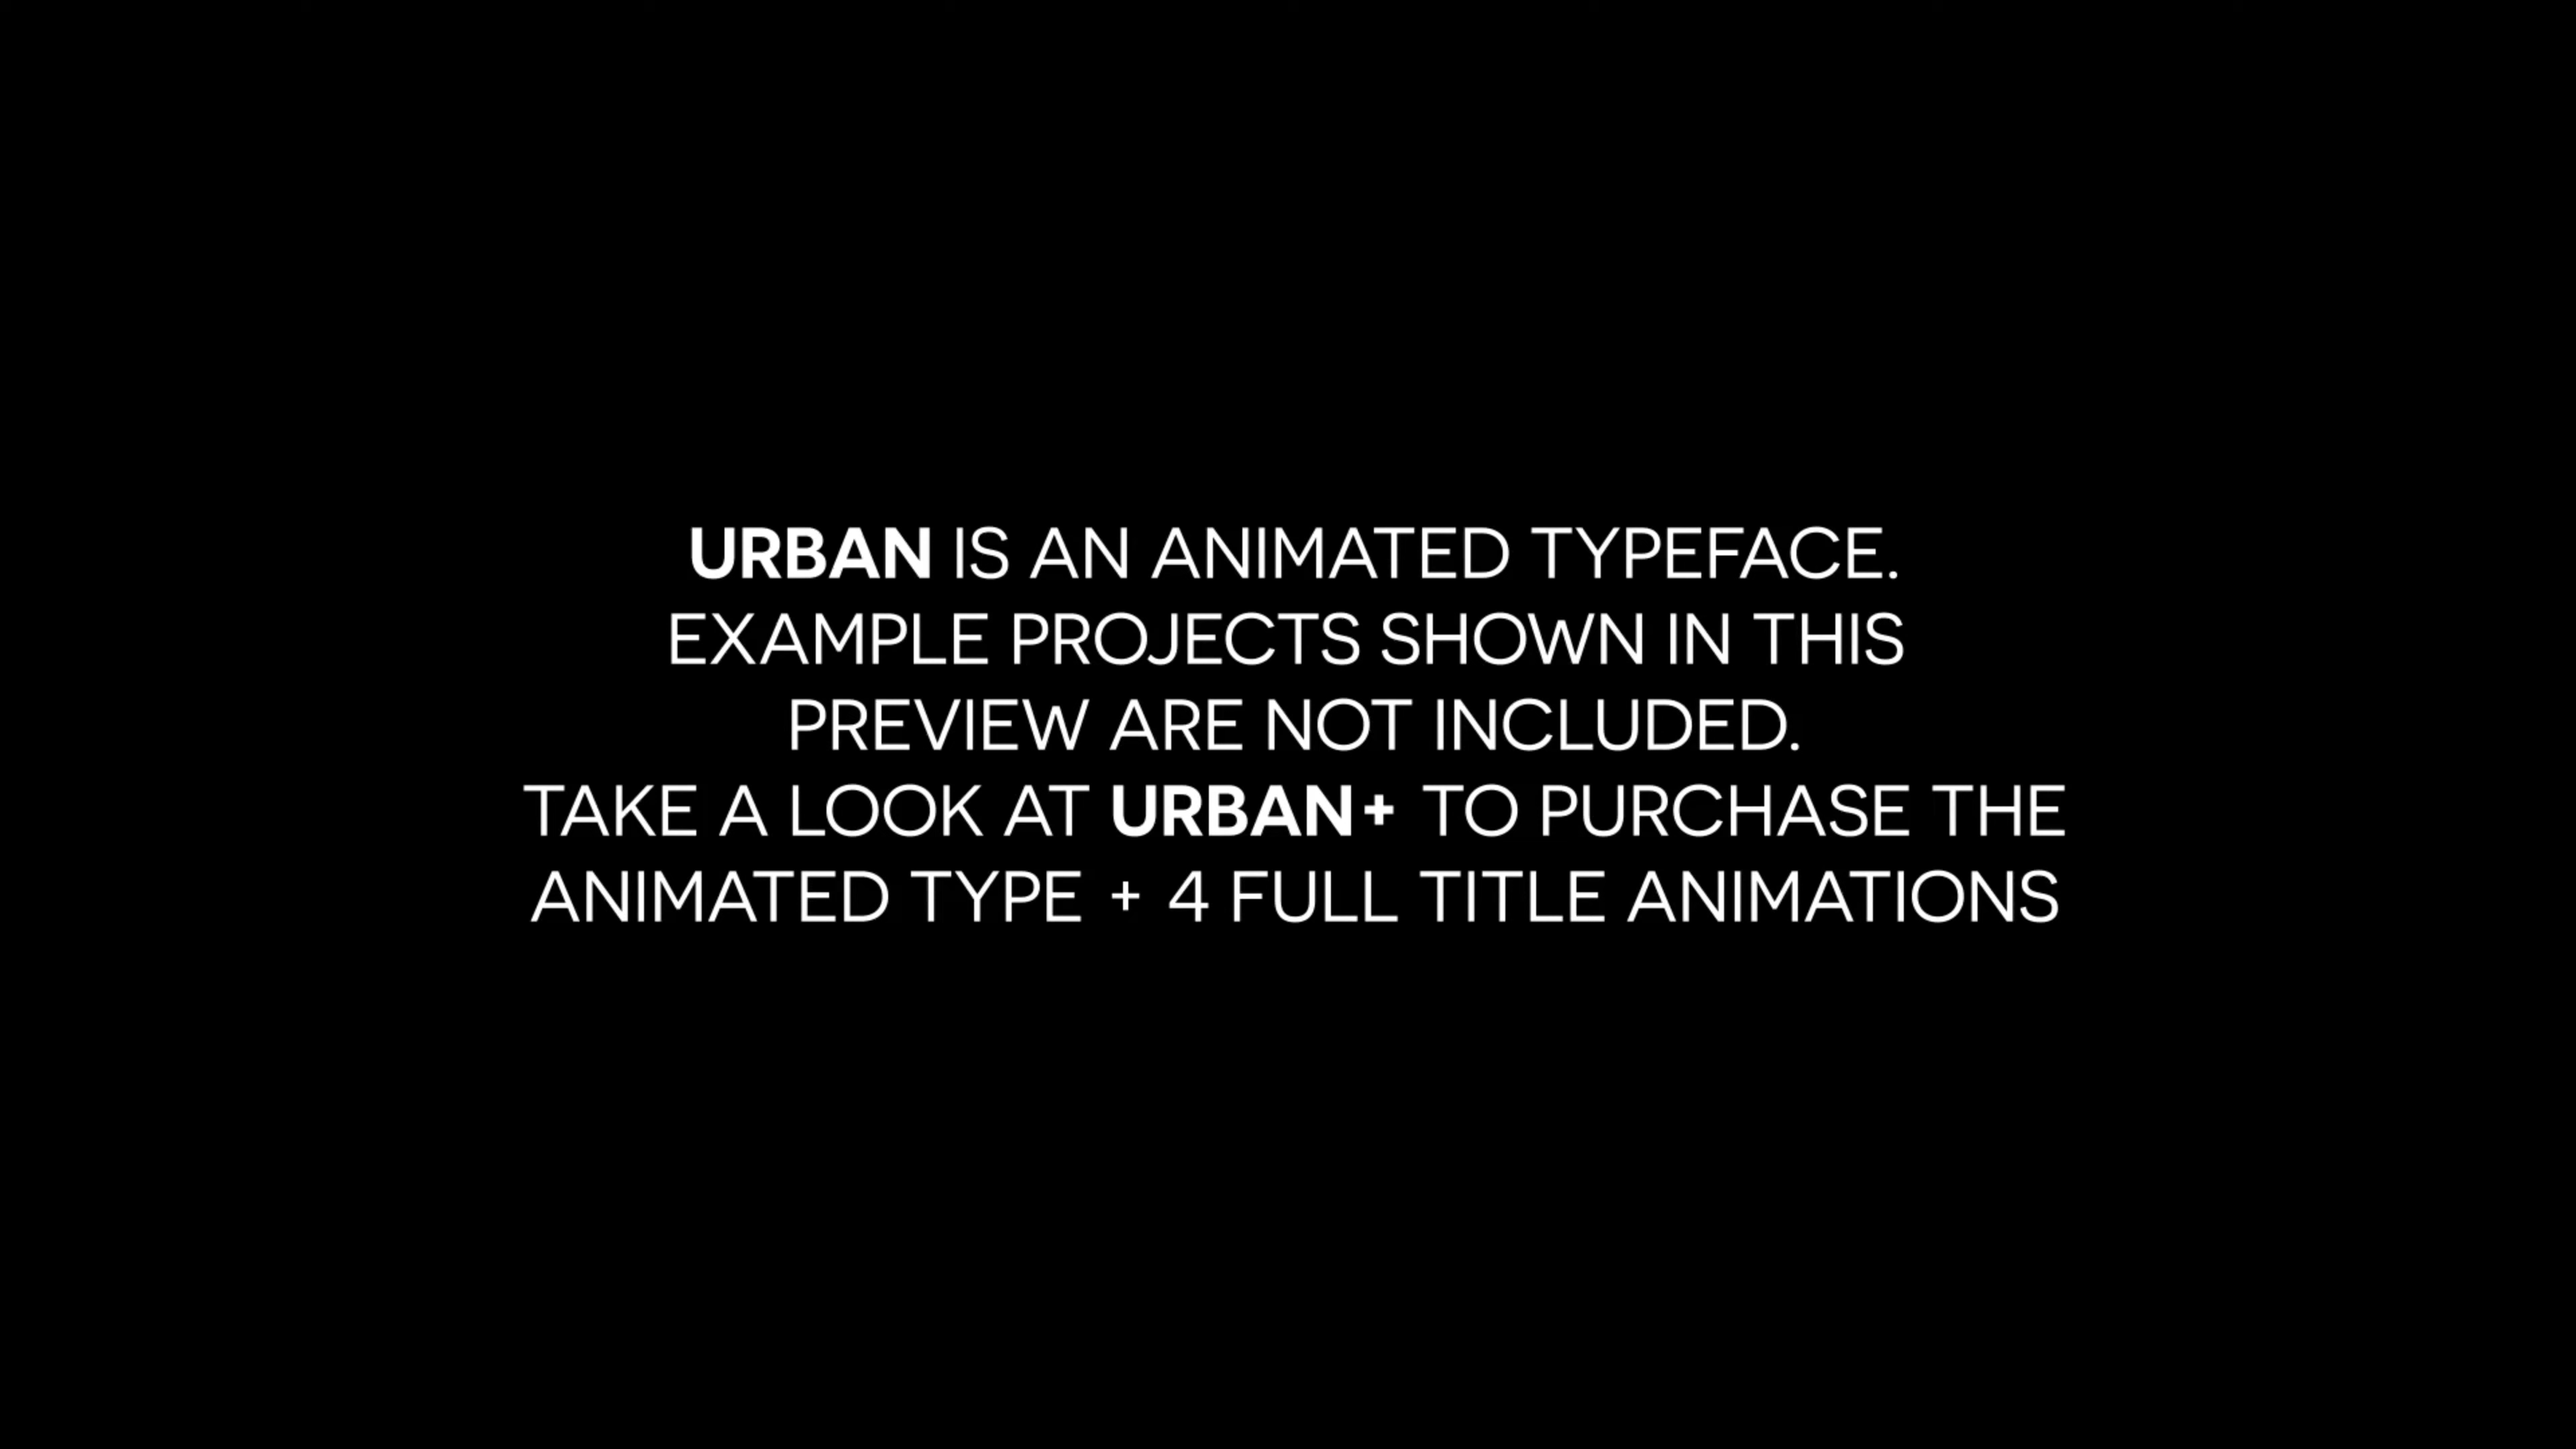 URBAN IS AN ANIMATED TYPEFACE.
EXAMPLE PROJECTS SHOWN IN THIS
PREVIEW ARE NOT INCLUDED.
TAKE A LOOK AT URBAN+ TO PURCHASE THE
ANIMATED TYPE + 4 FULL TITLE ANIMATIONS